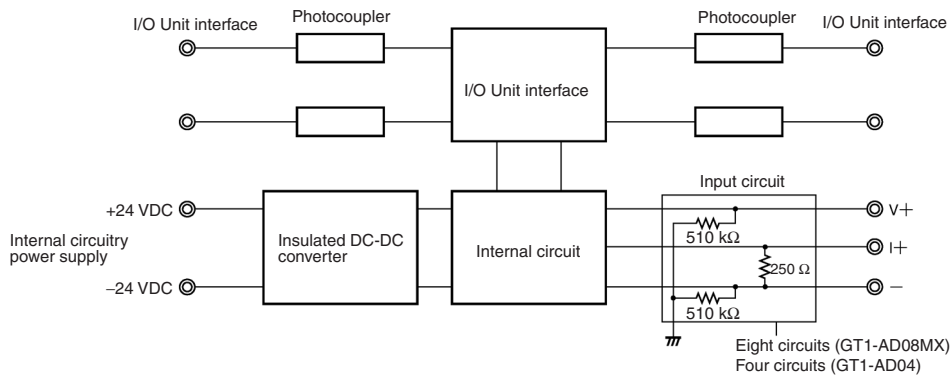 Photocoupler
Photocoupler
I/O Unit interface
I/O Unit interface
I/O Unit interface
Input circuit
+24 VDC
V+
510 kΩ
Internal circuitry
power supply
Insulated DC-DC
converter
Internal circuit
I+
250 Ω
–24 VDC
–
510 kΩ
Eight circuits (GT1-AD08MX)
Four circuits (GT1-AD04)